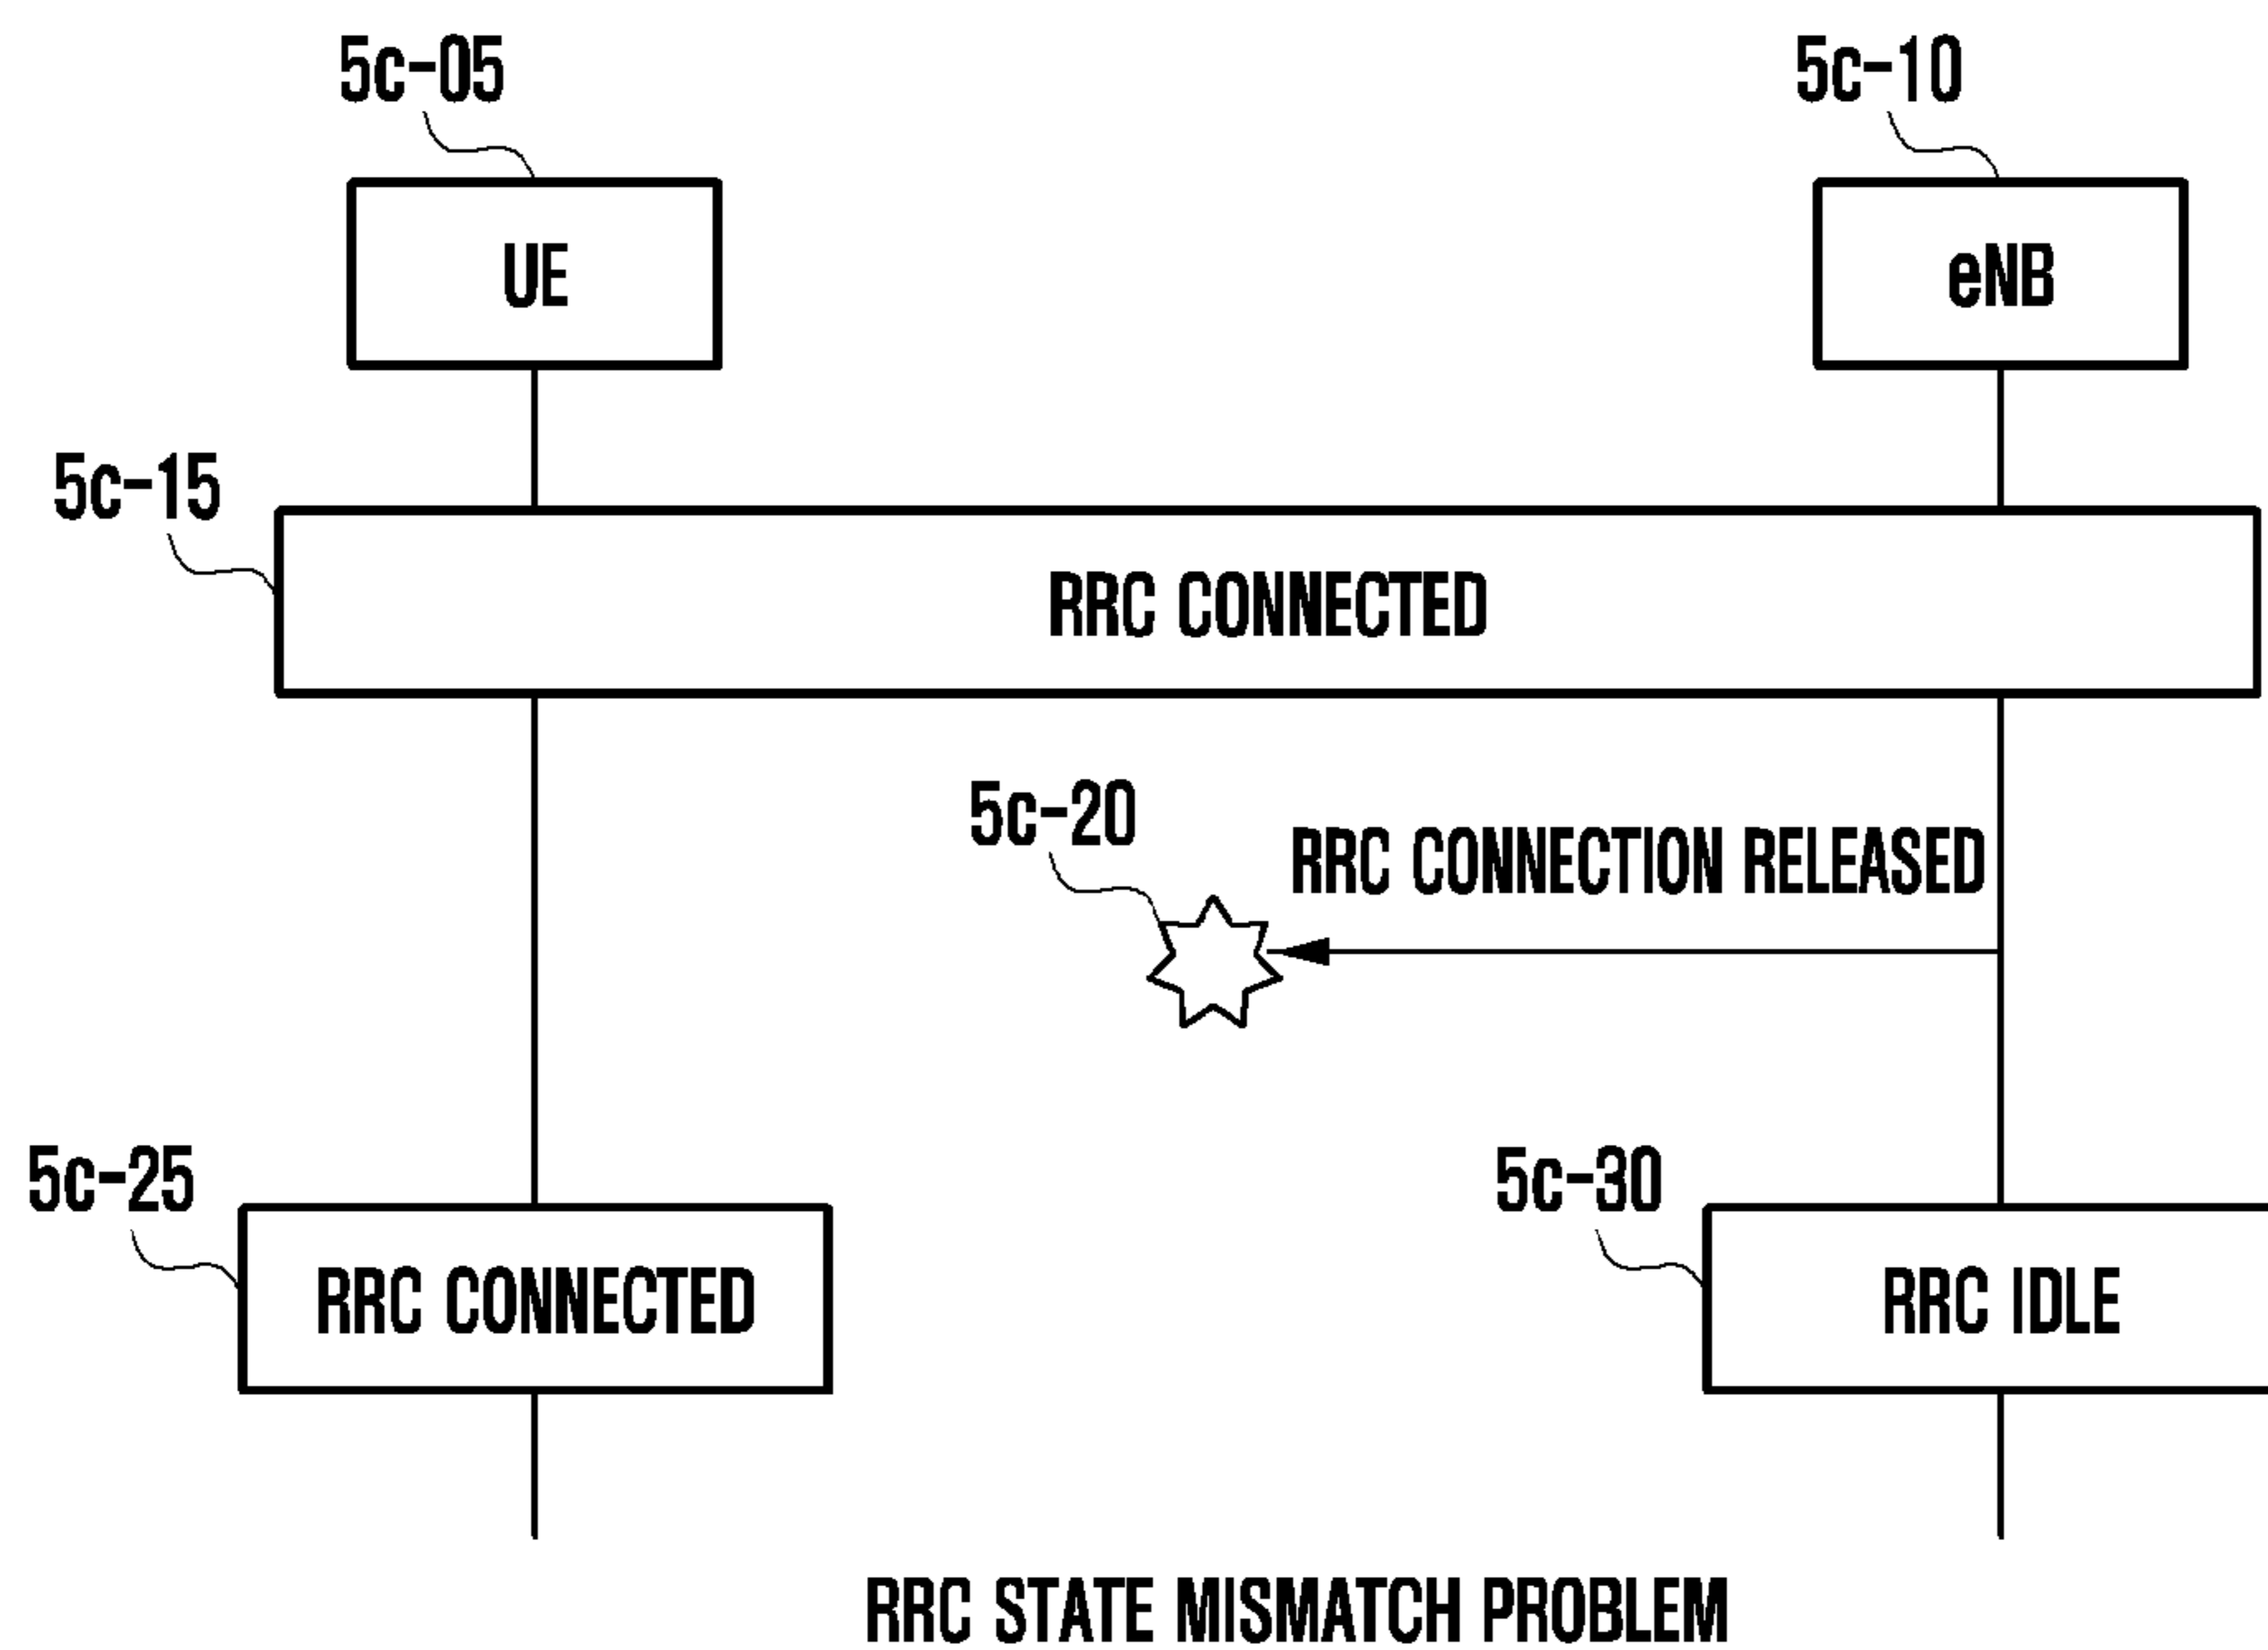 5c-05
5c-10
UE
eNB
5c-15
RRC CONNECTED
5c-20
RRC CONNECTION RELEASED
5c-25
5c-30
RRC CONNECTED
RRC IDLE
RRC STATE MISMATCH PROBLEM